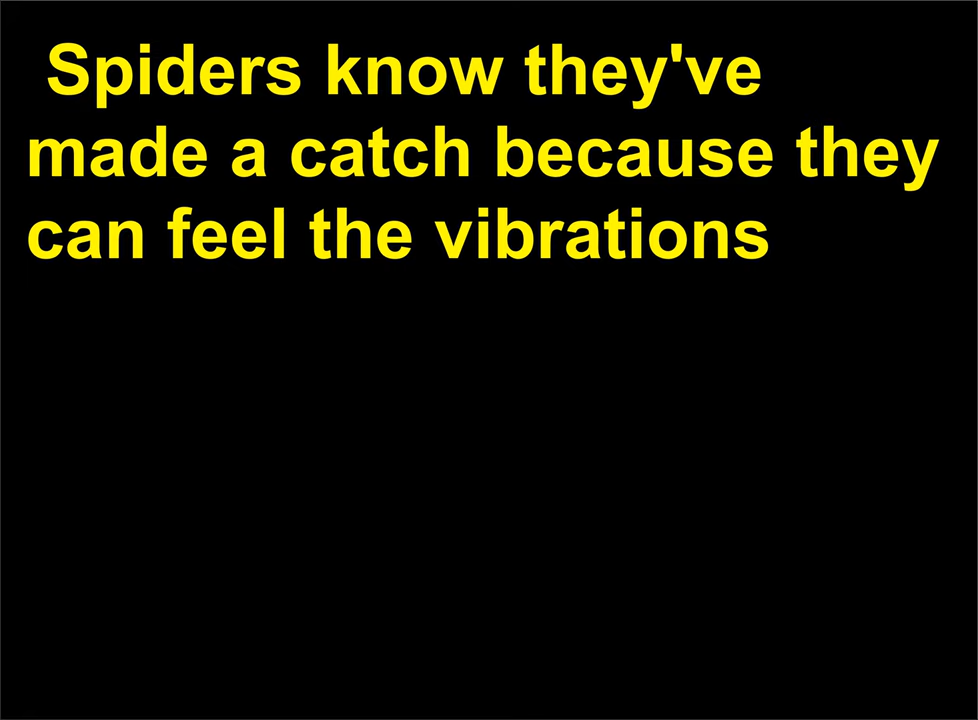 Spiders know they've
made a catch because they
can feel the vibrations